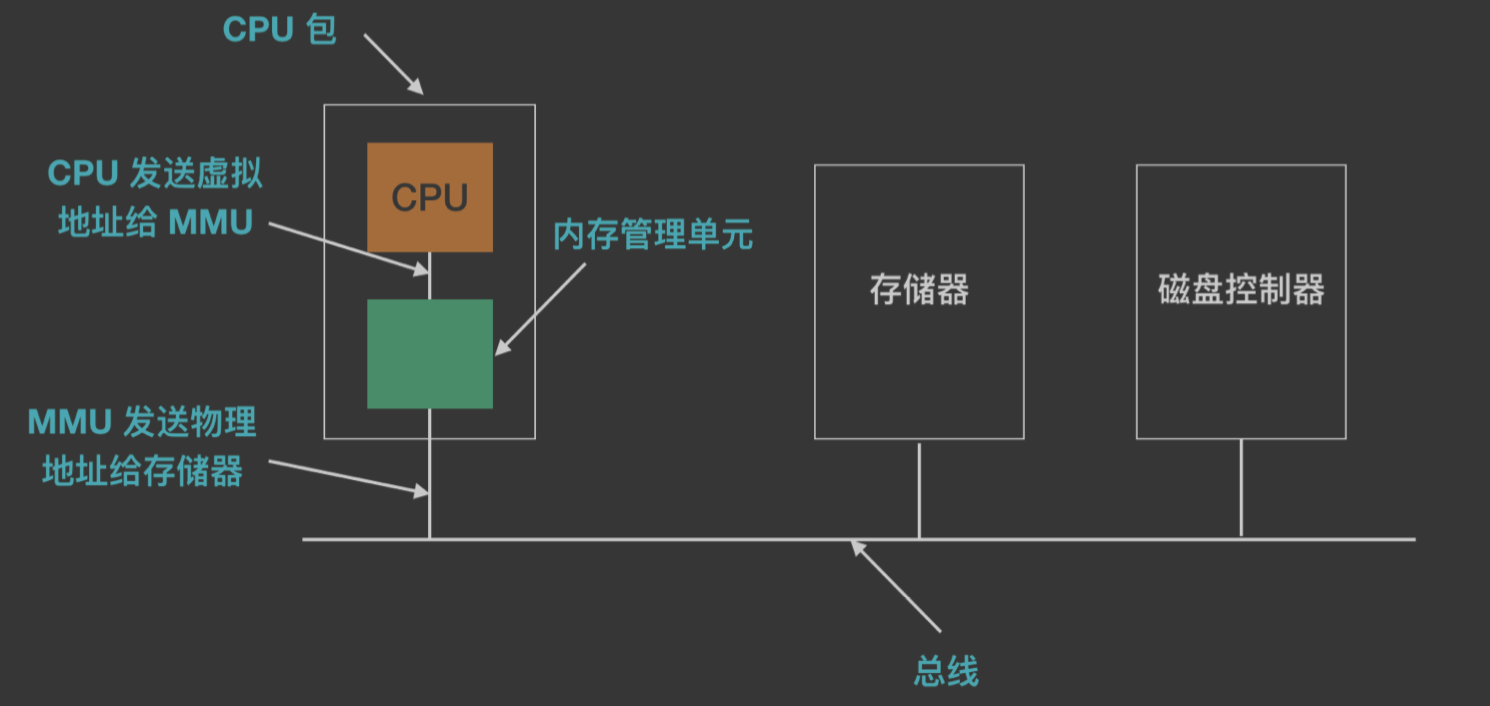 CPU 包
CPU 发送虚拟
地址给 MMU
CPU
内存管理单元
存储器
磁盘控制器
MMU 发送物理
地址给存储器
总线